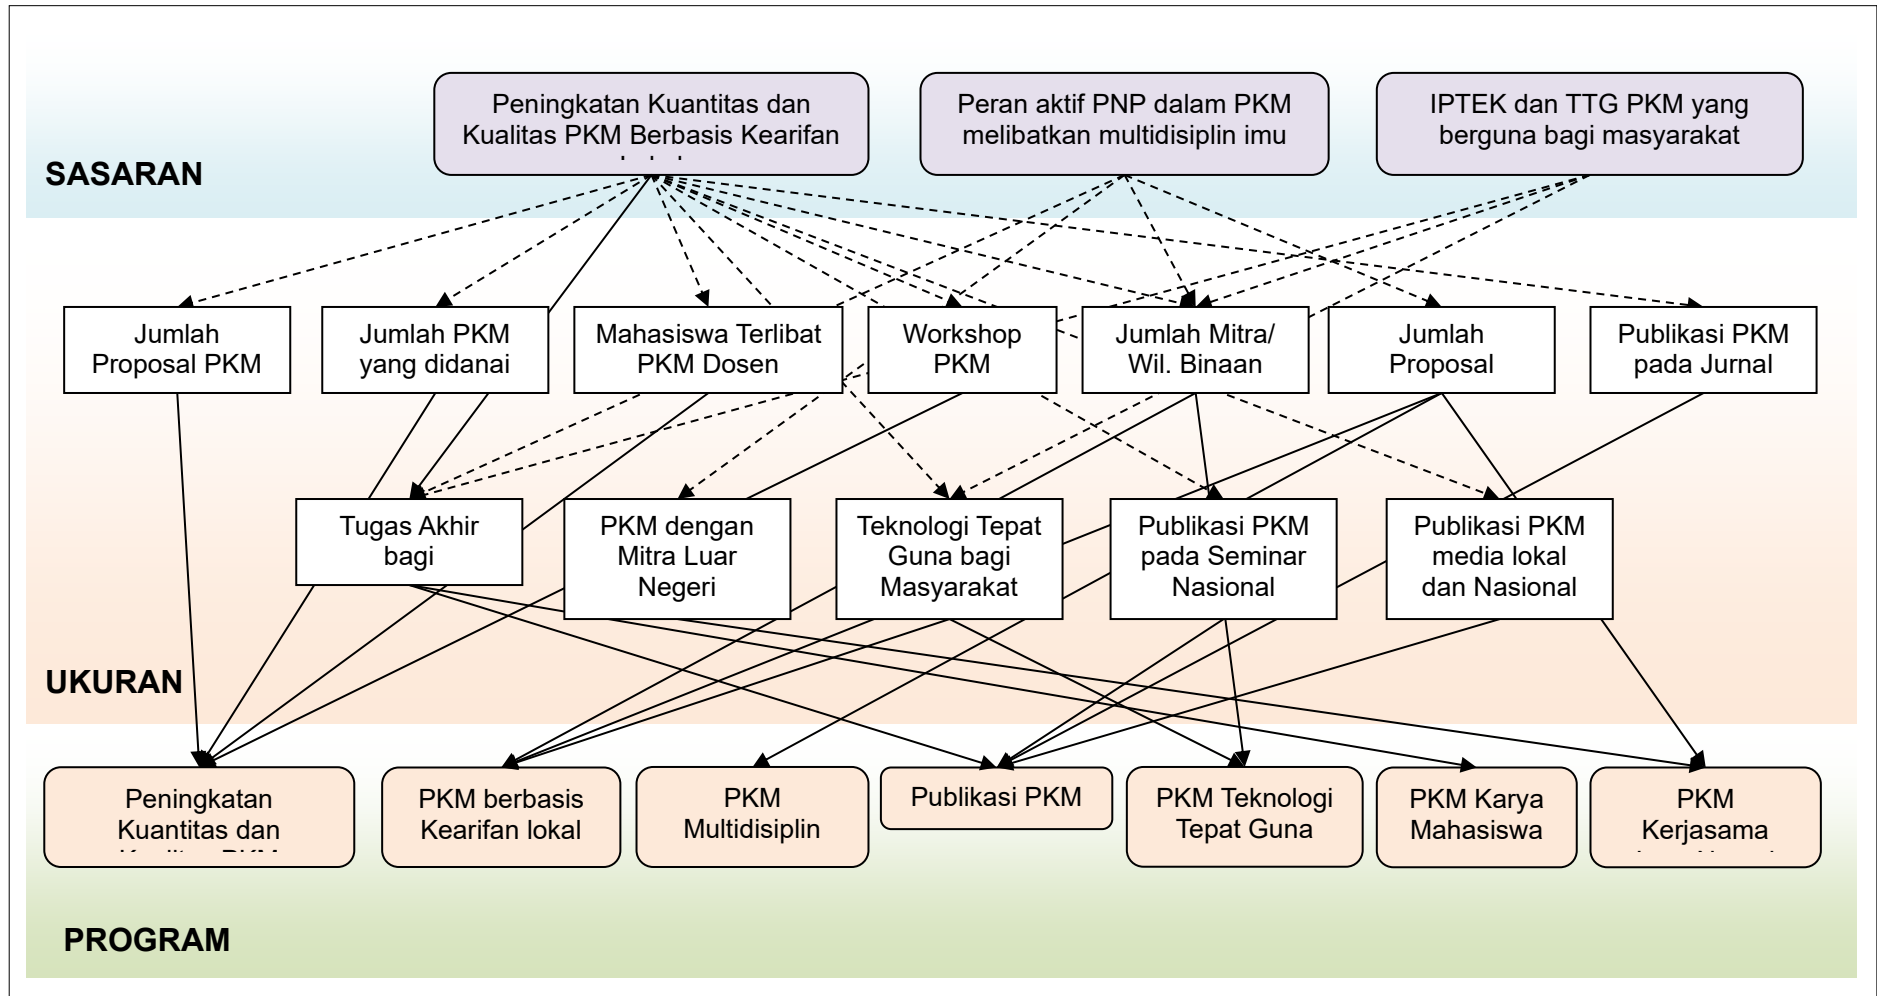 Peningkatan Kuantitas dan
Kualitas PKM Berbasis Kearifan
Peran aktif PNP dalam PKM
melibatkan multidisiplin imu
IPTEK dan TTG PKM yang
berguna bagi masyarakat
SASARAN
Jumlah
Proposal PKM
Jumlah PKM
yang didanai
Mahasiswa Terlibat
PKM Dosen
Workshop
PKM
Jumlah Mitra/
Wil. Binaan
Jumlah
Proposal
Publikasi PKM
pada Jurnal
Tugas Akhir
bagi
PKM dengan
Mitra Luar
Negeri
Teknologi Tepat
Guna bagi
Masyarakat
Publikasi PKM
pada Seminar
Nasional
Publikasi PKM
media lokal
dan Nasional
UKURAN
Peningkatan
Kuantitas dan
PKM berbasis
Kearifan lokal
PKM
Multidisiplin
Publikasi PKM
PKM Teknologi
Tepat Guna
PKM Karya
Mahasiswa
PKM
Kerjasama
PROGRAM